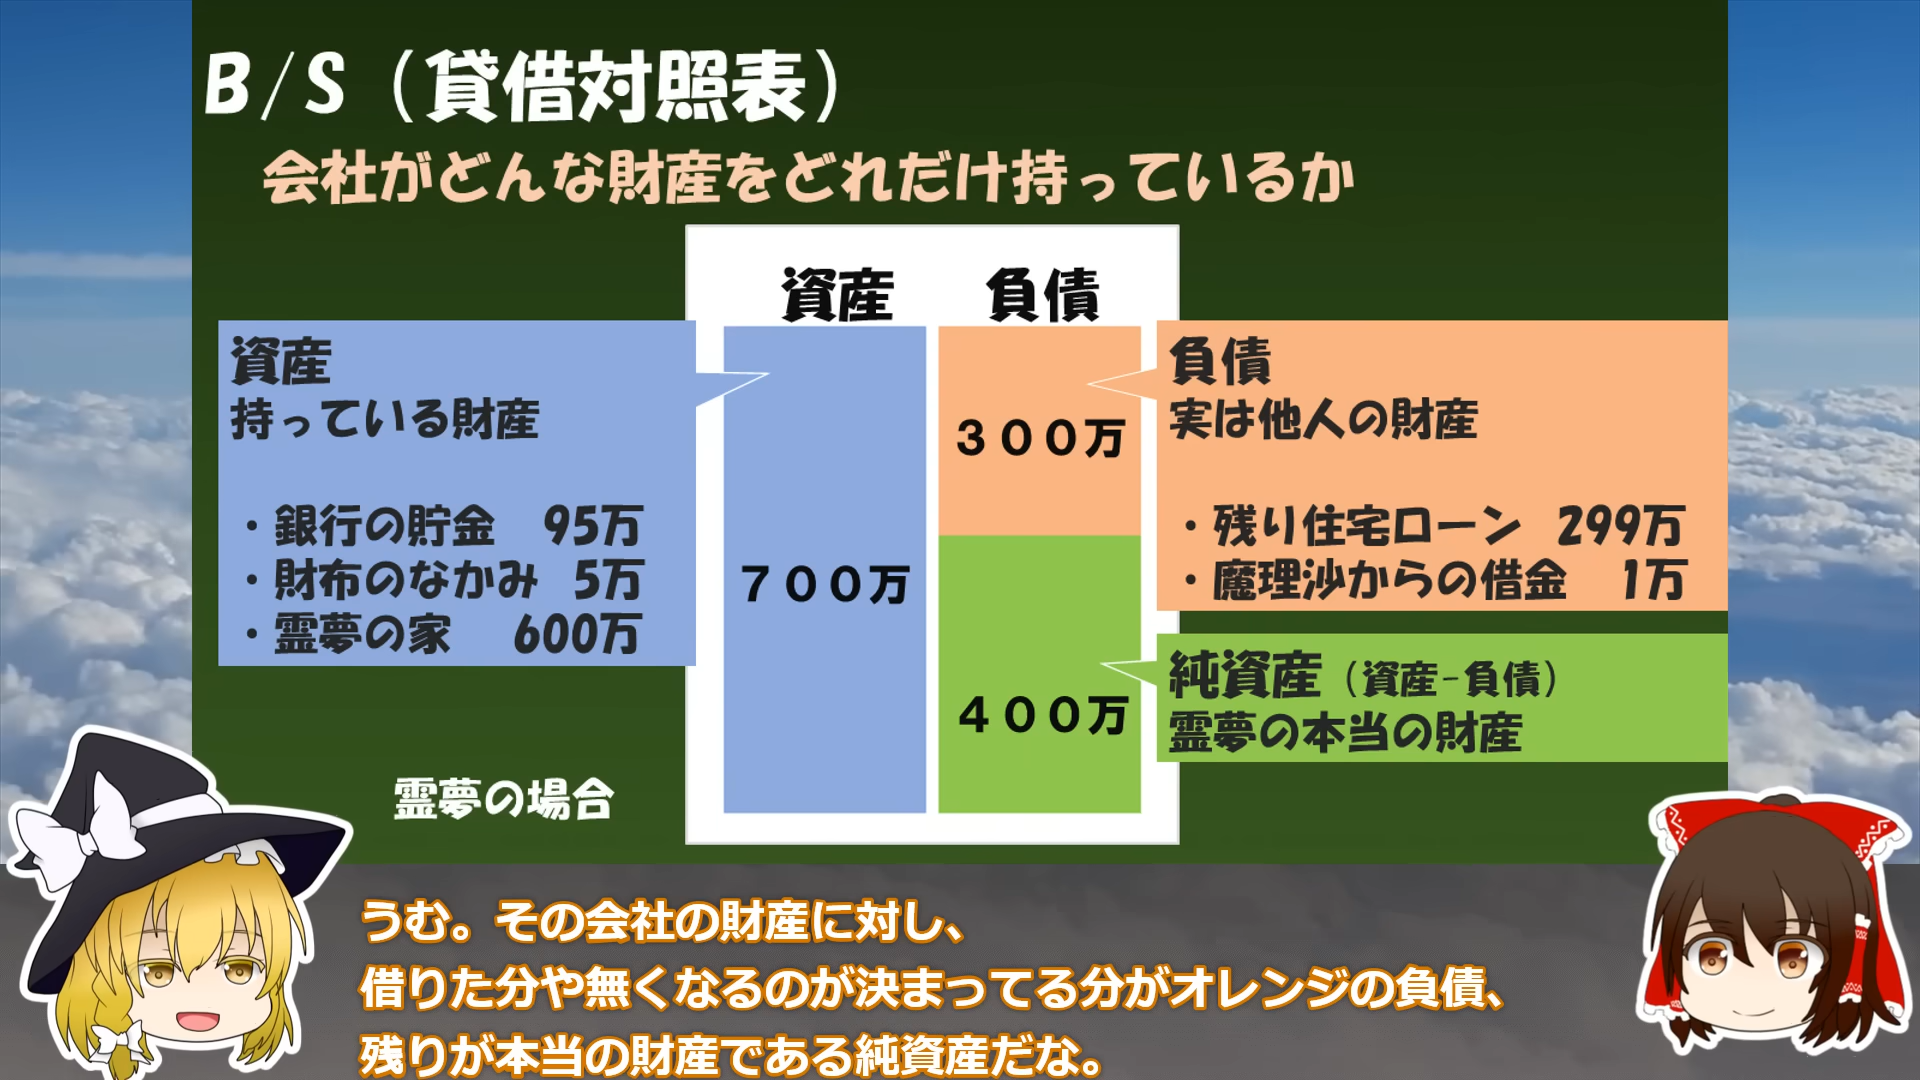 B/S（貸借対照表）
会社がどんな財産をどれだけ持っているか
資産　負債
資産
持っている財産
・銀行の貯金　95万
・財布のなかみ　5万
・霊夢の家　600万
７００万
３００万
４００万
負債
実は他人の財産
・残り住宅ローン　299万
・魔理沙からの借金　1万
純資産（資産-負債）
霊夢の本当の財産
霊夢の場合
うむ。その会社の財産に対し、
借りた分や無くなるのが決まってる分がオレンジの負債、
残りが本当の財産である純資産だな。